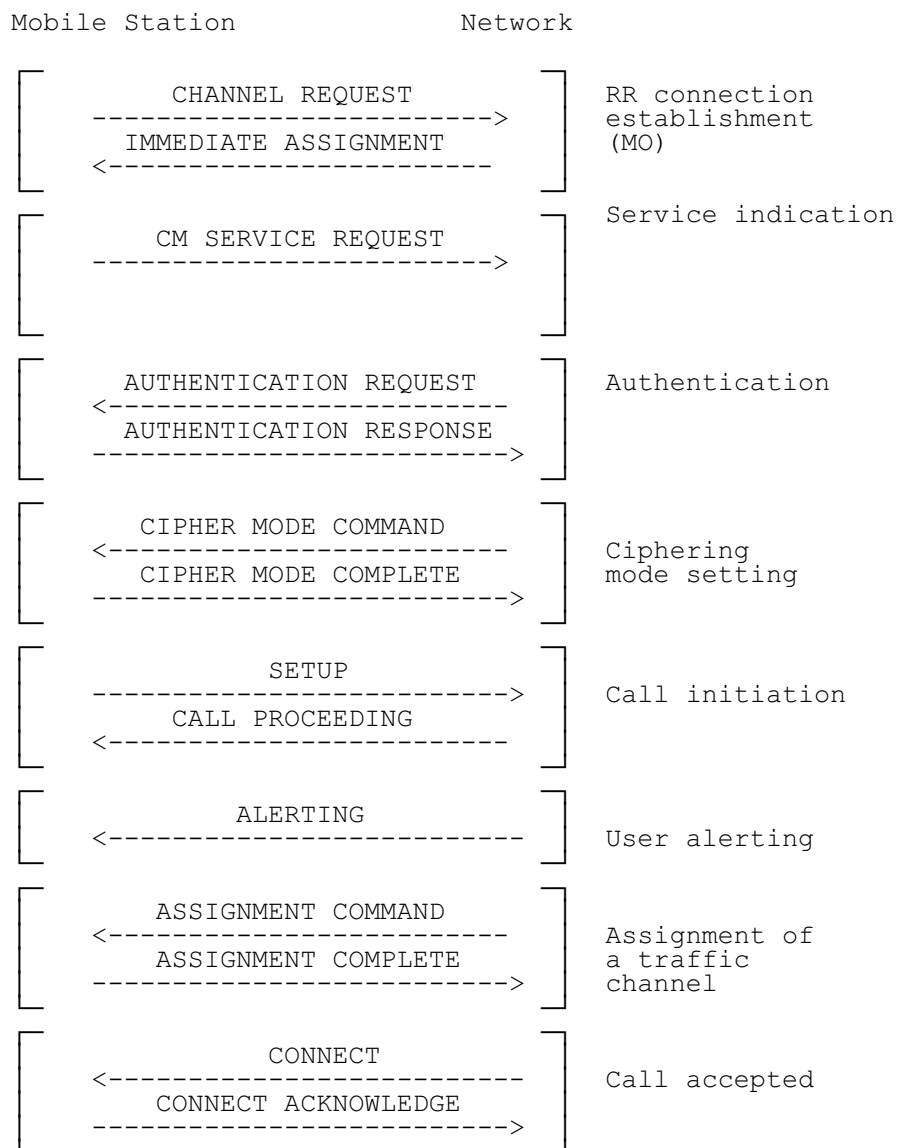 Mobile Station Network
CHANNEL REQUEST RR connection
-------------------------> establishment
IMMEDIATE ASSIGNMENT (MO)
<------------------------
Service indication
CM SERVICE REQUEST
------------------------->
AUTHENTICATION REQUEST Authentication
<-------------------------
AUTHENTICATION RESPONSE
-------------------------->
CIPHER MODE COMMAND
<------------------------- Ciphering
CIPHER MODE COMPLETE mode setting
-------------------------->
SETUP
--------------------------> Call initiation
CALL PROCEEDING
<-------------------------
ALERTING
<-------------------------- User alerting
ASSIGNMENT COMMAND
<------------------------- Assignment of
ASSIGNMENT COMPLETE a traffic
--------------------------> channel
CONNECT
<-------------------------- Call accepted
CONNECT ACKNOWLEDGE
-------------------------->